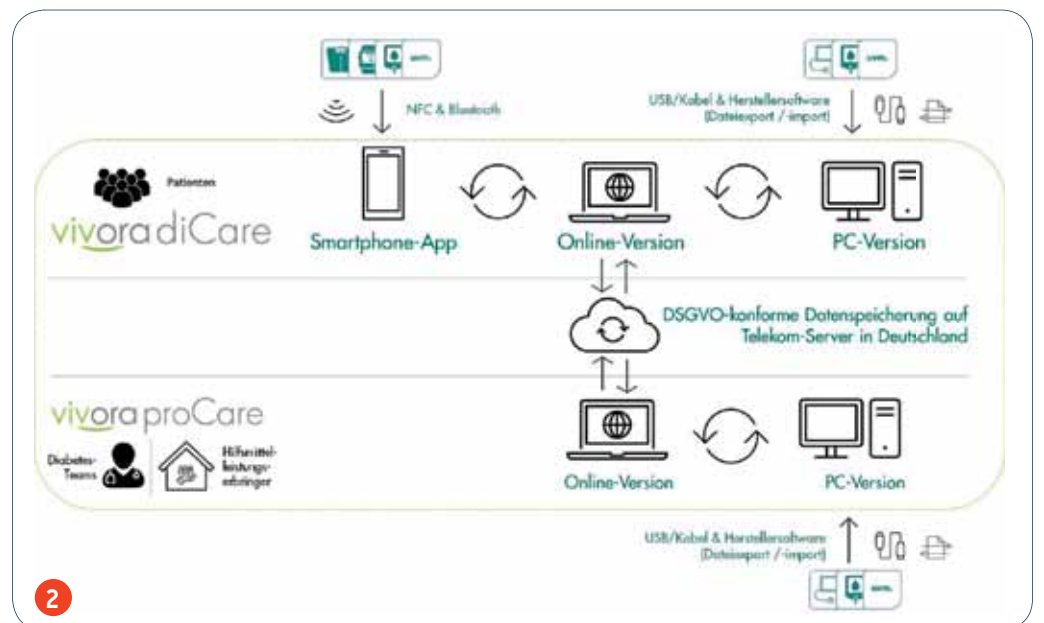 NFC & Bluetooth
USB/Kabel & Herstellersoftware
(Dateiexport /-import)
Patienten
vivora diCare
Smartphone-App
Online-Version
PC-Version
DSGVO-konforme Datenspeicherung auf
Telekom-Server in Deutschland
vivora proCare
Diabetes-
Teams
Hilfsmittel-
leistungs-
erbringer
Online-Version
PC-Version
USB/Kabel & Herstellersoftware
(Dateiexport /-import)
2